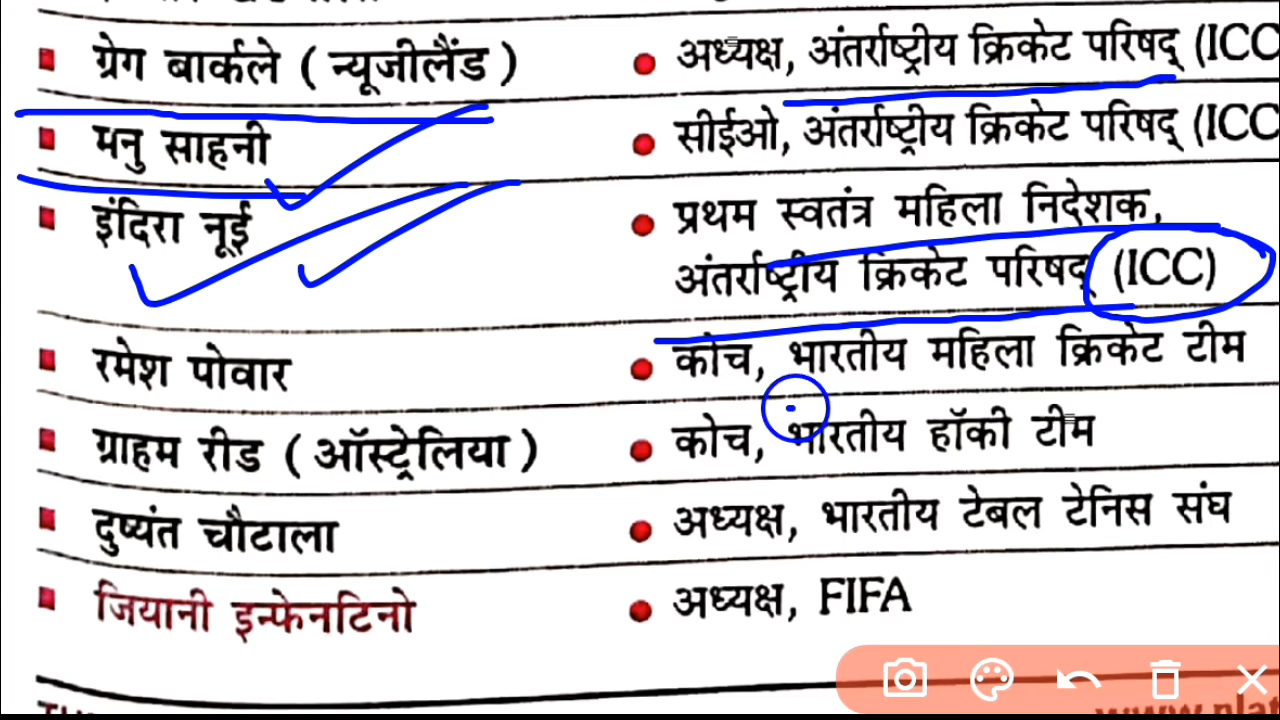 ग्रेग बार्कले ( न्यूजीलैंड ) • अध्यक्ष, अंतर्राष्ट्रीय क्रिकेट परिषद् (ICC
मनु साहनी • सीईओ, अंतर्राष्ट्रीय क्रिकेट परिषद् (ICC
इंदिरा नूई • प्रथम स्वतंत्र महिला निदेशक,
अंतर्राष्ट्रीय क्रिकेट परिषद् (ICC)
रमेश पोवार • कोच, भारतीय महिला क्रिकेट टीम
ग्राहम रीड ( ऑस्ट्रेलिया ) • कोच, भारतीय हॉकी टीम
दुष्यंत चौटाला • अध्यक्ष, भारतीय टेबल टेनिस संघ
जियानी इन्फेनटिनो • अध्यक्ष, FIFA